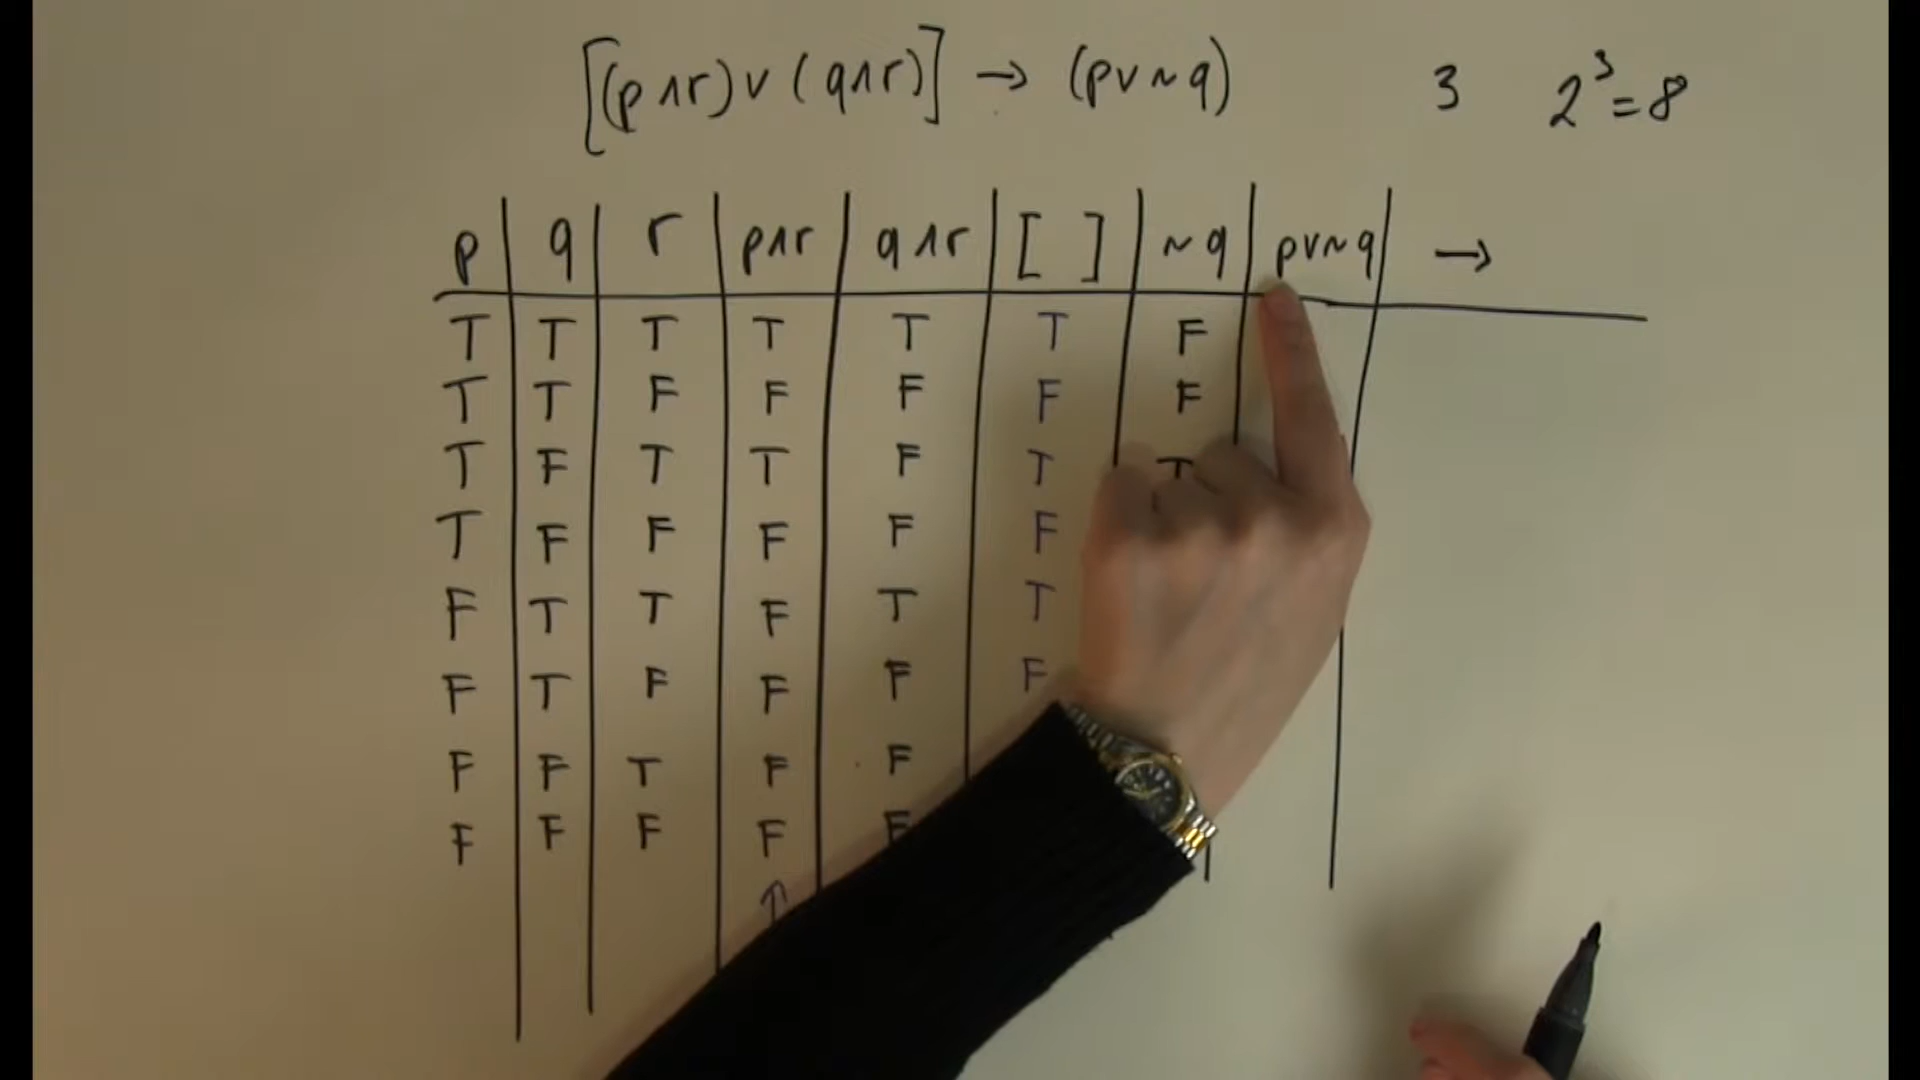 [(p∧r)∨(q∧r)] → (p∨~q) 3 2³=8
p q r p∧r q∧r [ ] ~q p∨~q →
T T T T T T F
T T F F F F F
T F T T F T T
T F F F F F
F T T F T T
F T F F F F
F F T F F
F F F F F
↑